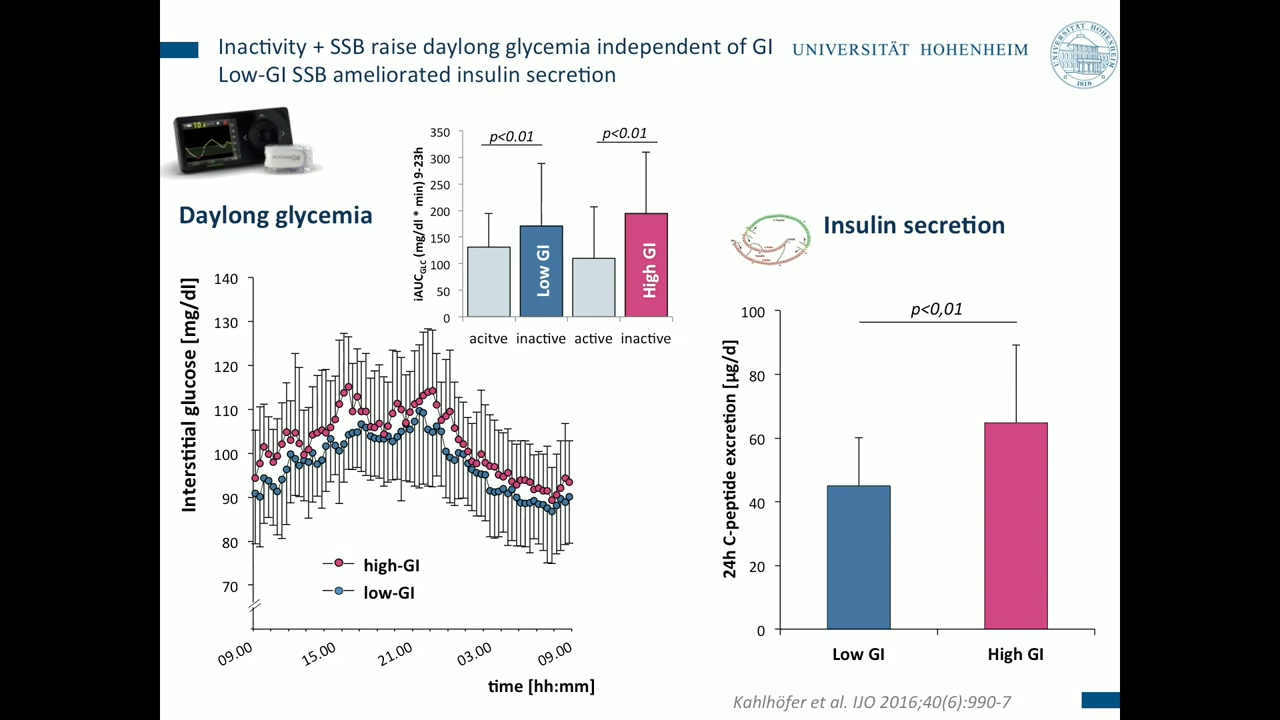 Inactivity + SSB raise daylong glycemia independent of GI
Low-GI SSB ameliorated insulin secretion
UNIVERSITÄT HOHENHEIM
UNIVERSITÄT HOHENHEIM
1818
Daylong glycemia
iAUCGLC (mg/dl * min) 9-23h
350
300
250
200
150
100
50
0
p<0.01
p<0.01
Low GI
High GI
acitve
inactive
active
inactive
Interstitial glucose [mg/dl]
140
130
120
110
100
90
80
70
high-GI
low-GI
09.00
15.00
21.00
03.00
09.00
time [hh:mm]
Insulin secretion
24h C-peptide excretion [µg/d]
100
80
60
40
20
0
p<0,01
Low GI
High GI
Kahlhöfer et al. IJO 2016;40(6):990-7